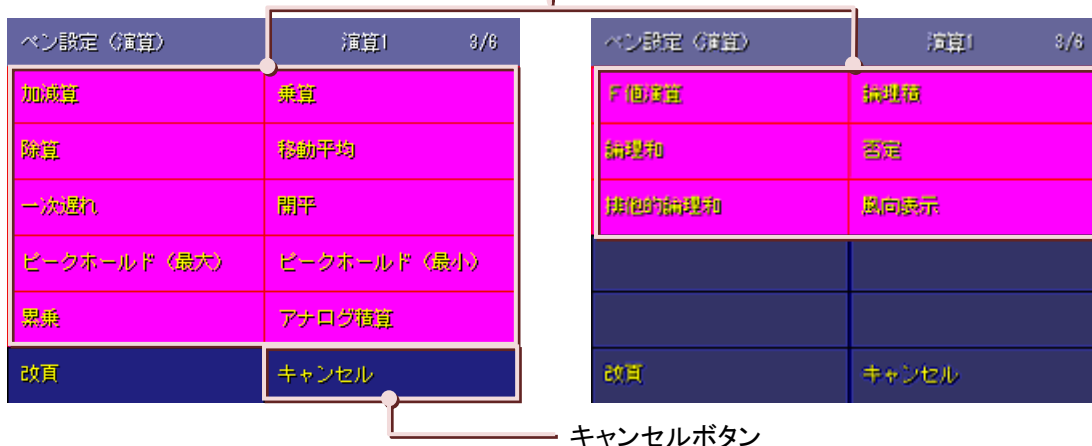 ペン設定（演算） 演算1 3/6
加減算 乗算
除算 移動平均
一次遅れ 開平
ピークホールド（最大） ピークホールド（最小）
累乗 アナログ積算
改頁 キャンセル
ペン設定（演算） 演算1 3/6
F値演算 論理積
論理和 否定
排他的論理和 風向表示
改頁 キャンセル
キャンセルボタン